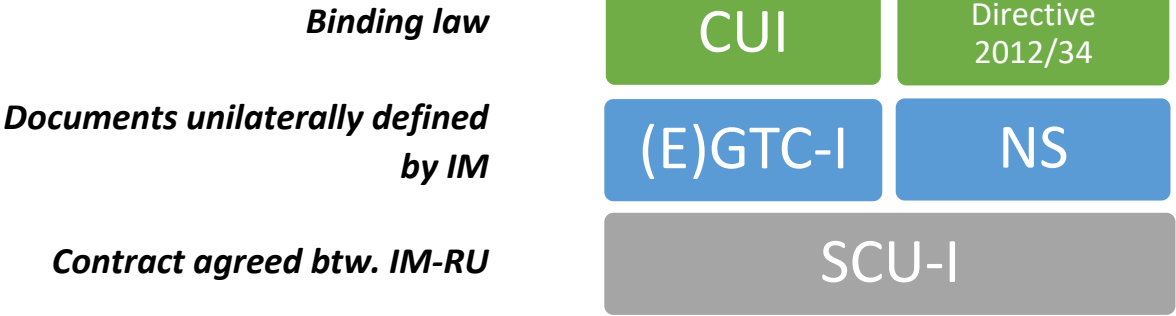 Binding law
CUI
Directive
2012/34
Documents unilaterally defined
by IM
(E)GTC-I
NS
Contract agreed btw. IM-RU
SCU-I